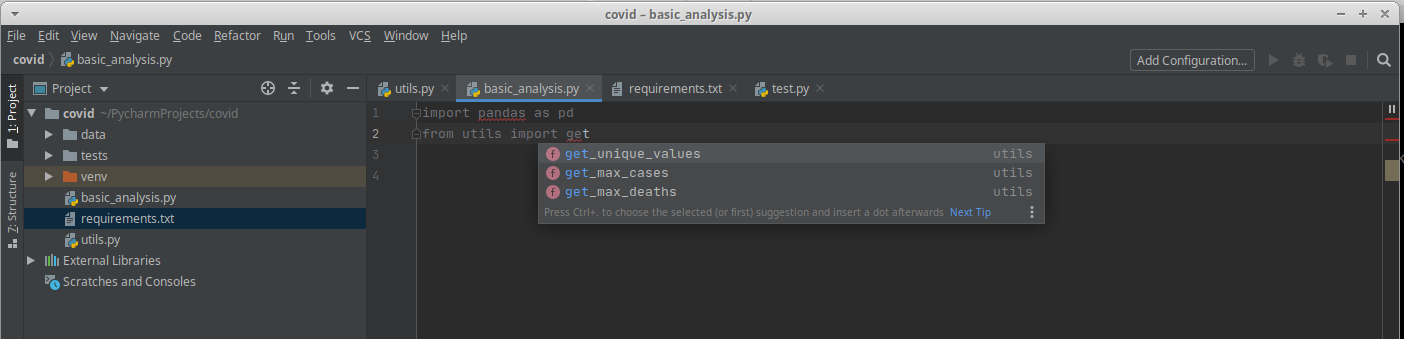 covid – basic_analysis.py
File Edit View Navigate Code Refactor Run Tools VCS Window Help
covid basic_analysis.py Add Configuration...
1: Project
Project
utils.py basic_analysis.py requirements.txt test.py
covid ~/PycharmProjects/covid
data
tests
venv
basic_analysis.py
requirements.txt
utils.py
External Libraries
Scratches and Consoles
7: Structure
1 import pandas as pd
2 from utils import get
3
4
get_unique_values utils
get_max_cases utils
get_max_deaths utils
Press Ctrl+. to choose the selected (or first) suggestion and insert a dot afterwards Next Tip